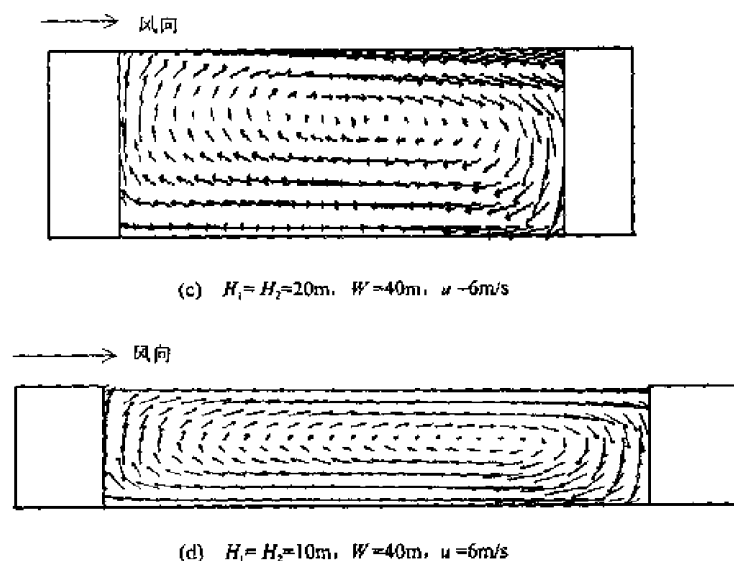 风向
(c) H₁= H₂=20m, W=40m, u -6m/s
风向
(d) H₁= H₂=10m, W=40m, u =6m/s